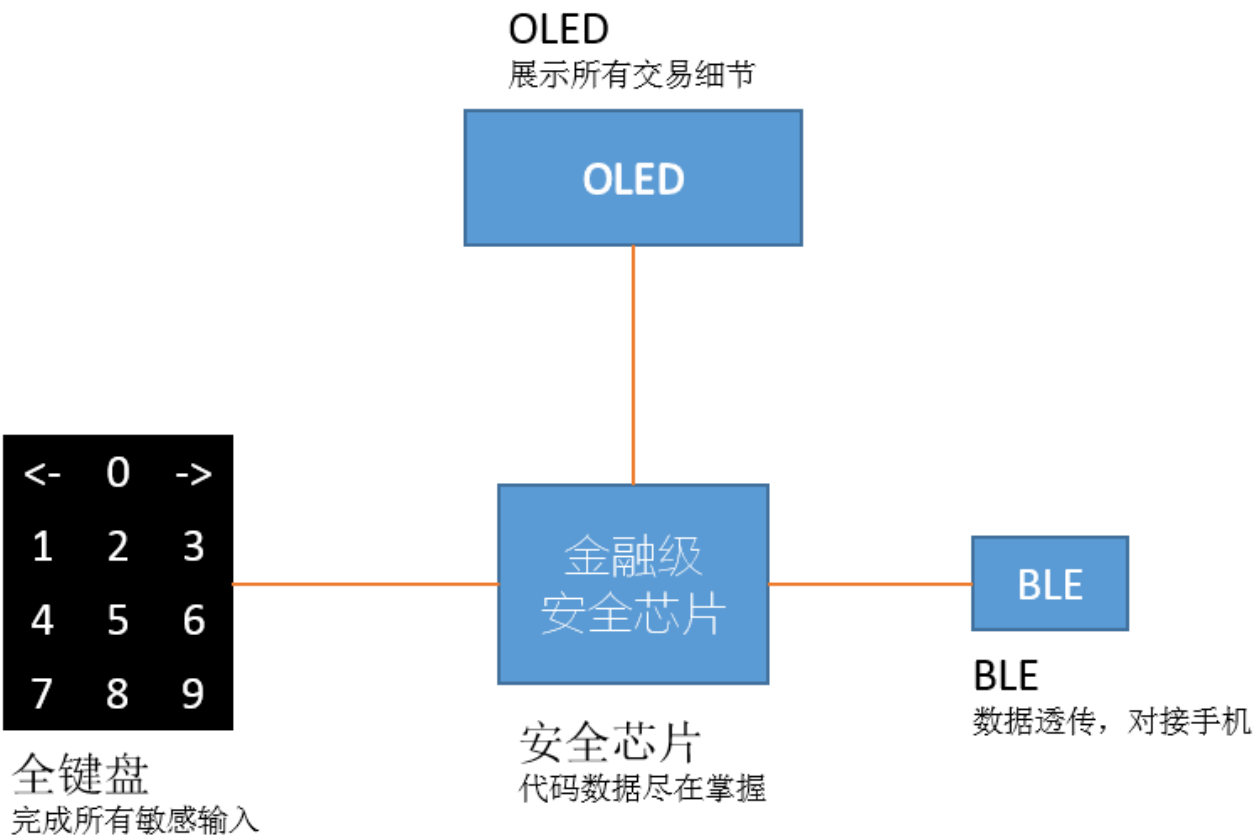 OLED
展示所有交易细节
OLED
<- 0 ->
1 2 3
4 5 6
7 8 9
全键盘
完成所有敏感输入
金融级
安全芯片
安全芯片
代码数据尽在掌握
BLE
BLE
数据透传，对接手机